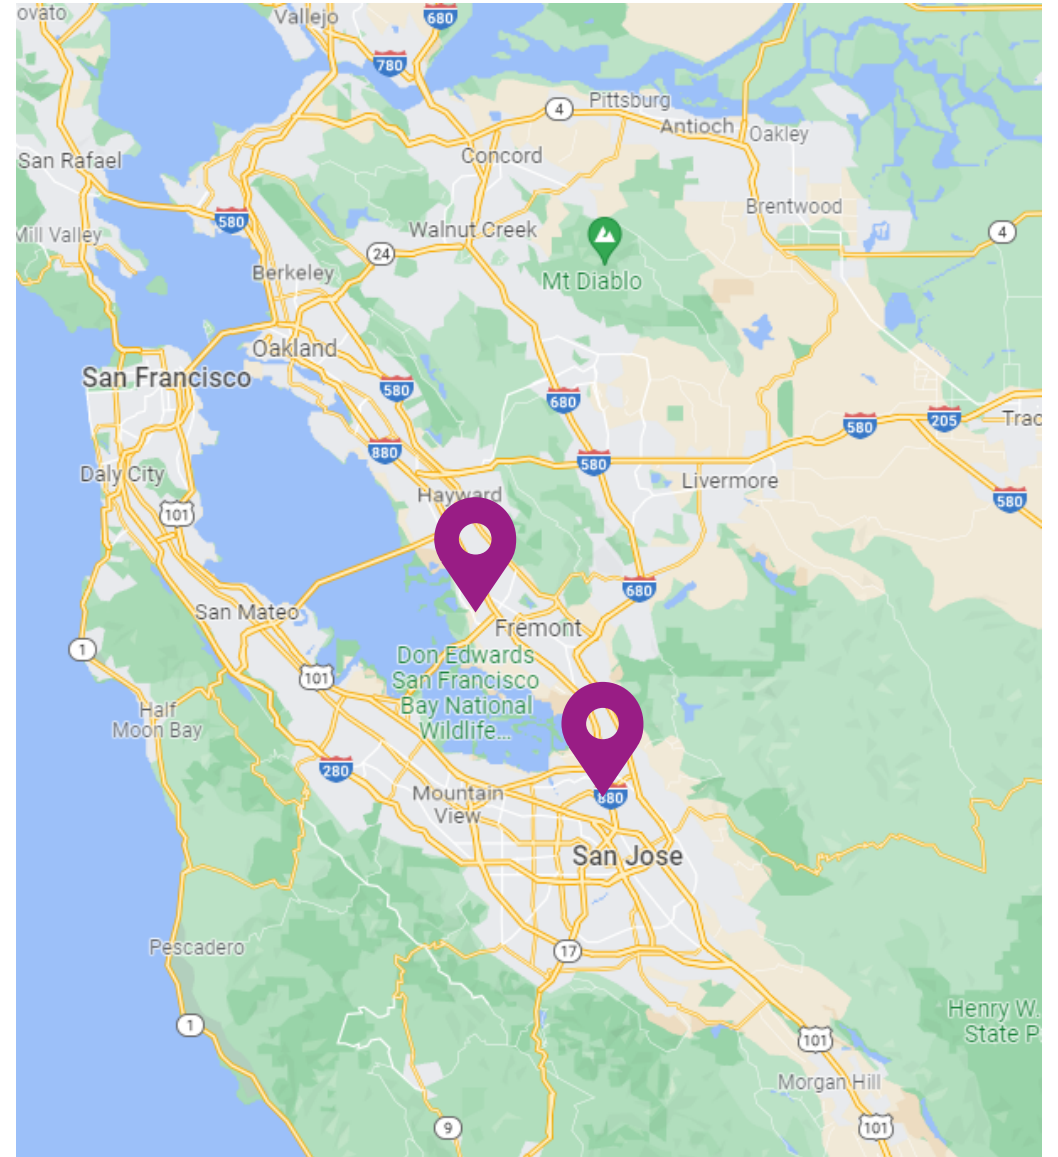 ovato
Vallejo
680
780
4
Pittsburg
Antioch
Oakley
Concord
San Rafael
580
Brentwood
Mill Valley
Walnut Creek
4
24
Berkeley
Mt Diablo
Oakland
San Francisco
580
680
580
205
Trac
880
580
Daly City
Livermore
580
Hayward
101
680
San Mateo
Fremont
1
Don Edwards
San Francisco
Bay National
Wildlife...
101
Half
Moon Bay
280
Mountain
View
880
San Jose
Pescadero
17
1
Henry W.
State P
101
Morgan Hill
9
101